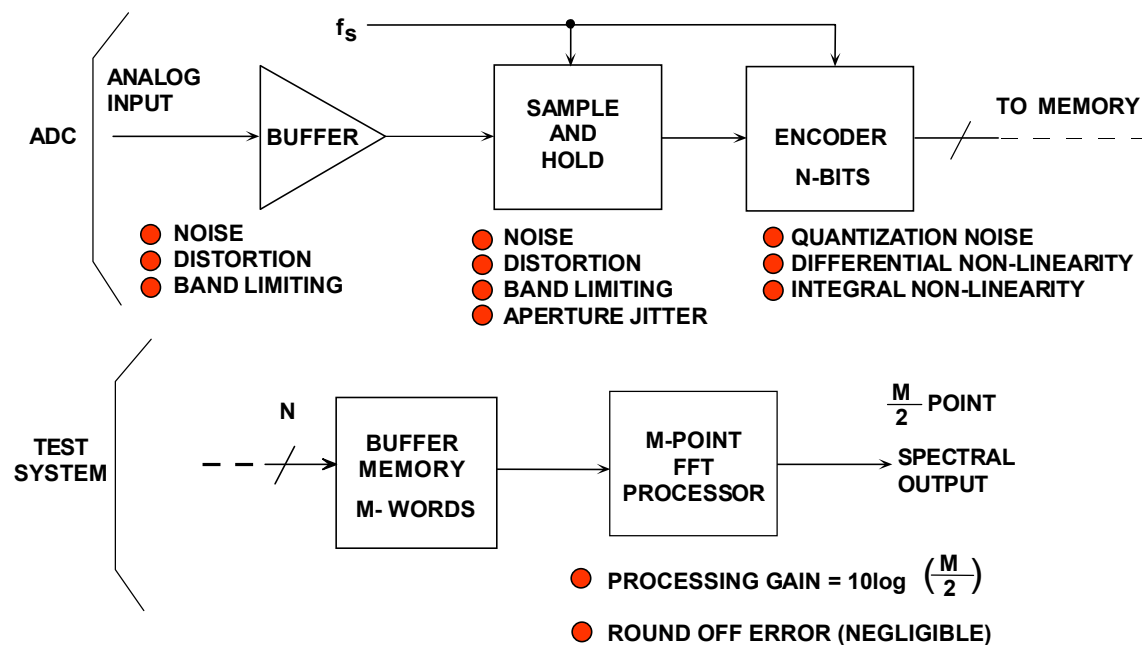 fs
ADC
ANALOG
INPUT
BUFFER
SAMPLE
AND
HOLD
ENCODER
N-BITS
TO MEMORY
NOISE
DISTORTION
BAND LIMITING
NOISE
DISTORTION
BAND LIMITING
APERTURE JITTER
QUANTIZATION NOISE
DIFFERENTIAL NON-LINEARITY
INTEGRAL NON-LINEARITY
TEST
SYSTEM
N
BUFFER
MEMORY
M- WORDS
M-POINT
FFT
PROCESSOR
M/2 POINT
SPECTRAL
OUTPUT
PROCESSING GAIN = 10log (M/2)
ROUND OFF ERROR (NEGLIGIBLE)